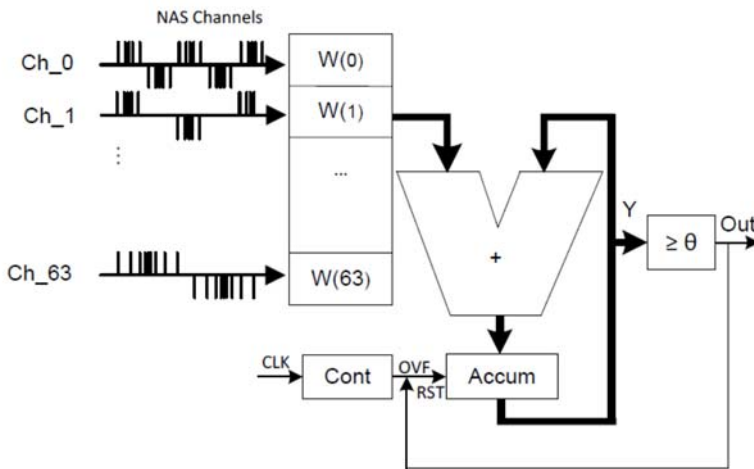 NAS Channels
Ch_0
W(0)
Ch_1
W(1)
⋮
...
Y
≥ θ
Out
+
Ch_63
W(63)
CLK
Cont
OVF
RST
Accum